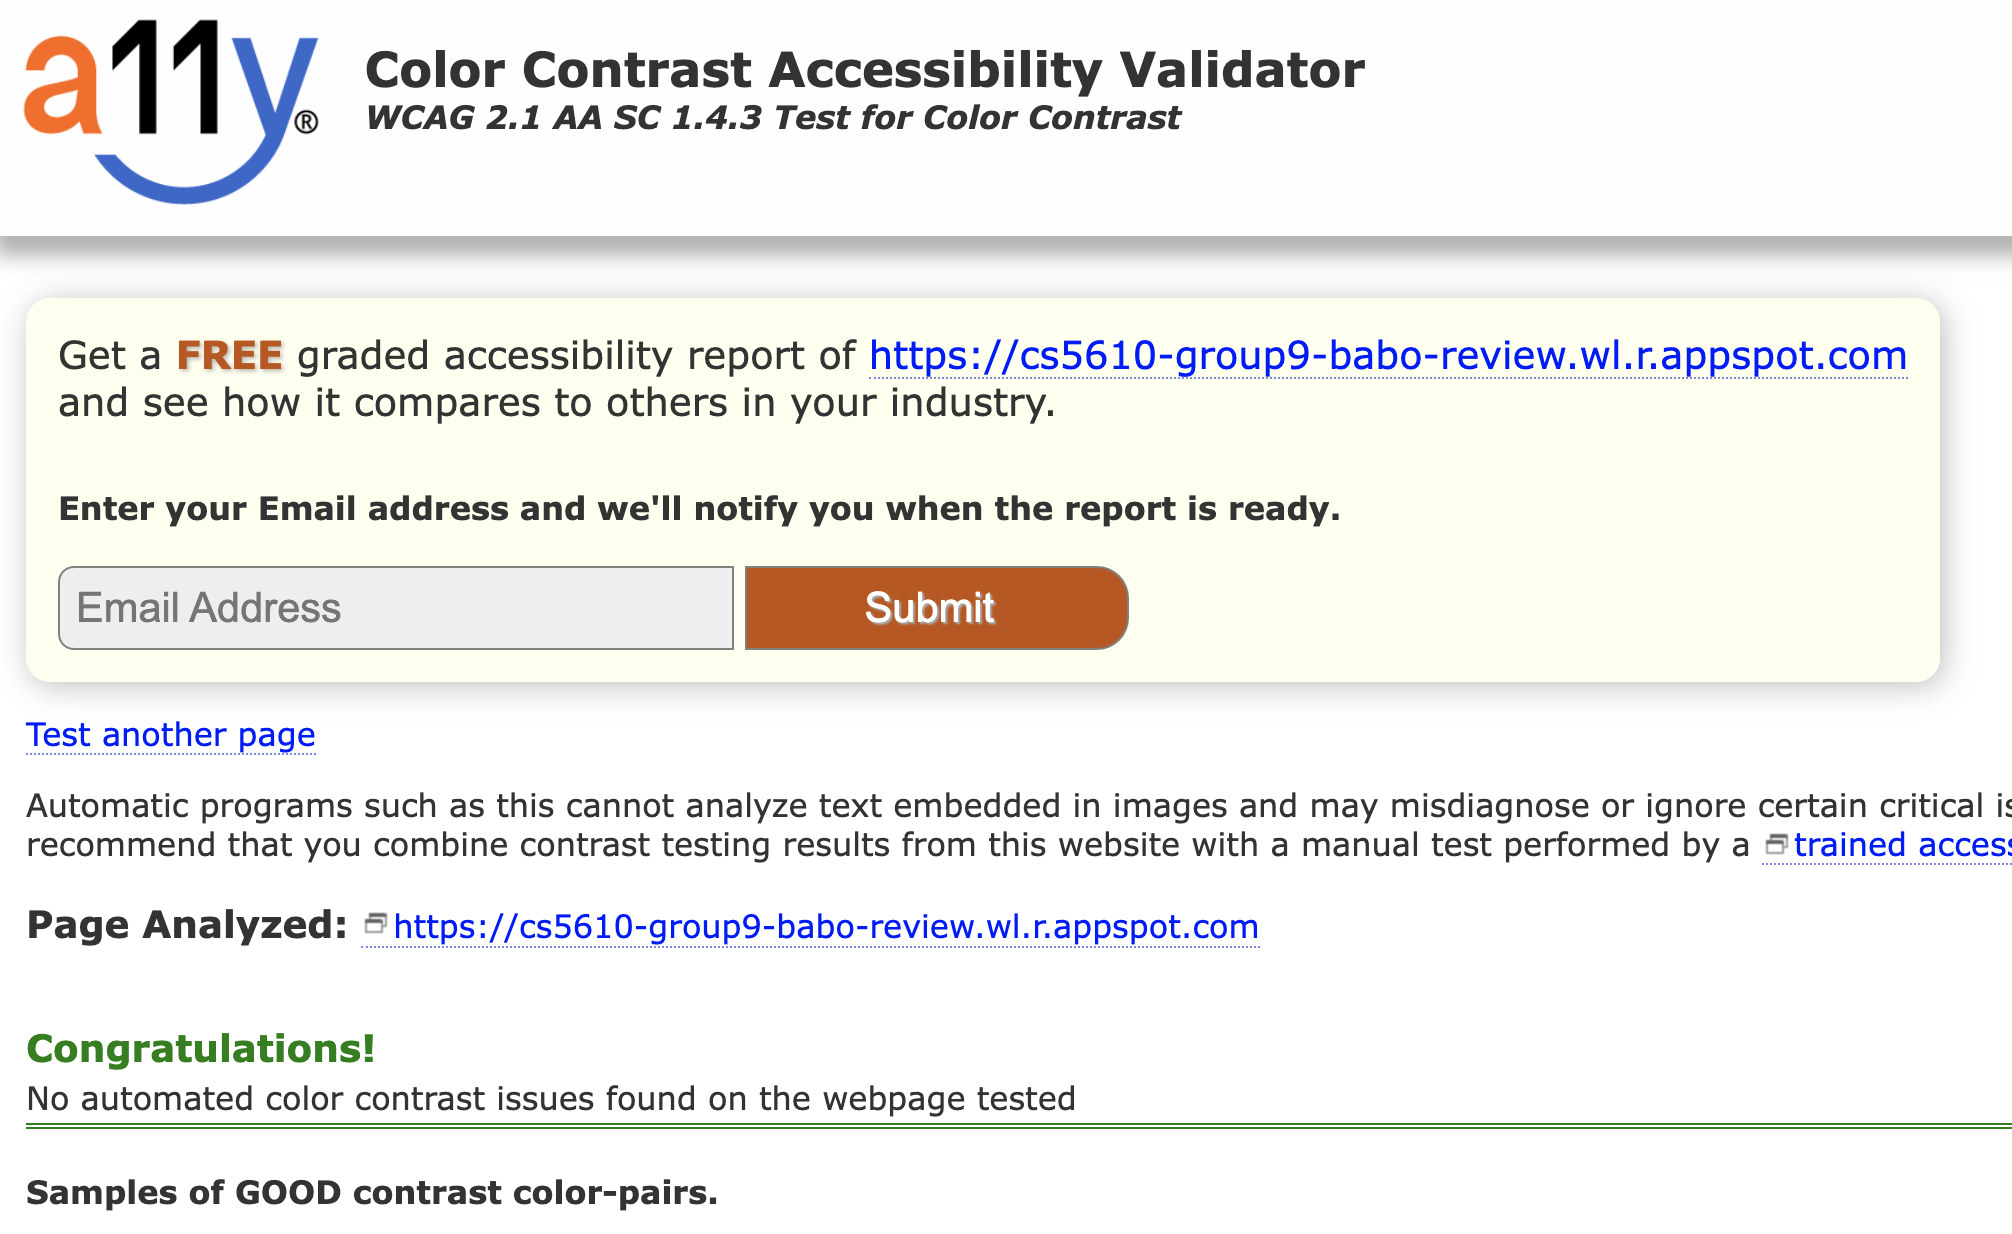 a11y®
Color Contrast Accessibility Validator
WCAG 2.1 AA SC 1.4.3 Test for Color Contrast
Get a FREE graded accessibility report of https://cs5610-group9-babo-review.wl.r.appspot.com
and see how it compares to others in your industry.
Enter your Email address and we'll notify you when the report is ready.
Email Address
Submit
Test another page
Automatic programs such as this cannot analyze text embedded in images and may misdiagnose or ignore certain critical
recommend that you combine contrast testing results from this website with a manual test performed by a trained
Page Analyzed: https://cs5610-group9-babo-review.wl.r.appspot.com
Congratulations!
No automated color contrast issues found on the webpage tested
Samples of GOOD contrast color-pairs.